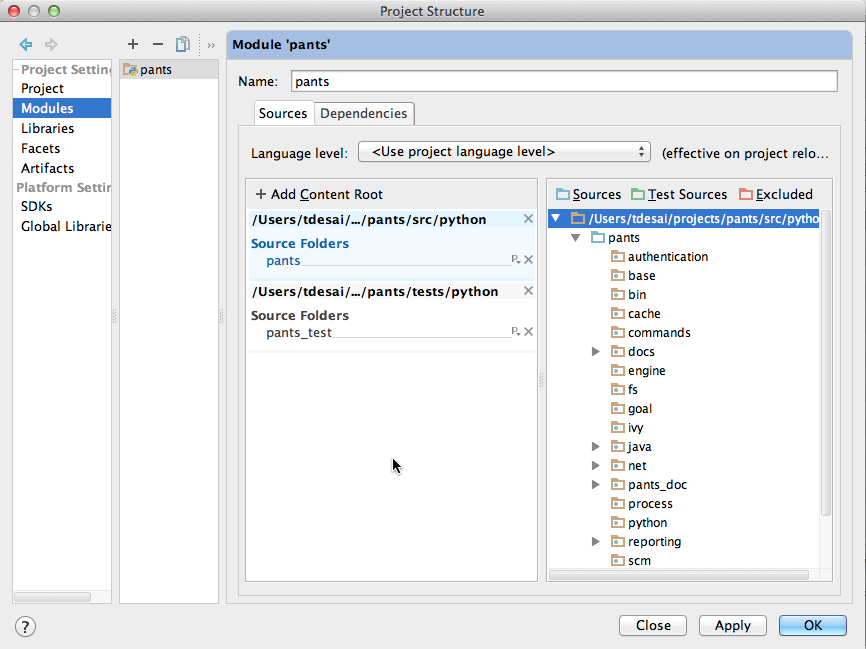 Project Structure
»
Project Settin
Project
Modules
Libraries
Facets
Artifacts
Platform Settin
SDKs
Global Librarie
pants
Module 'pants'
Name: pants
Sources Dependencies
Language level: <Use project language level> (effective on project relo...
+ Add Content Root
/Users/tdesai/.../pants/src/python
Source Folders
pants
/Users/tdesai/.../pants/tests/python
Source Folders
pants_test
Sources Test Sources Excluded
/Users/tdesai/projects/pants/src/pytho
pants
authentication
base
bin
cache
commands
docs
engine
fs
goal
ivy
java
net
pants_doc
process
python
reporting
scm
? Close Apply OK